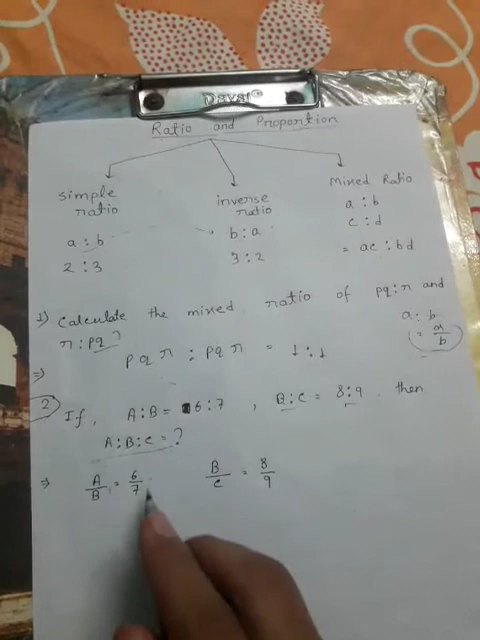 Ratio and Proportion
simple ratio
a : b
2 : 3
inverse ratio
b : a
3 : 2
Mixed Ratio
a : b
c : d
= ac : bd
1) Calculate the mixed ratio of pq:r and
r : pq ?
a : b
= a/b
=> pqr : pqr = 1 : 1
2) If, A:B = 6:7 , B:C = 8:9 . then
A:B:C = ?
=> A/B = 6/7 B/C = 8/9